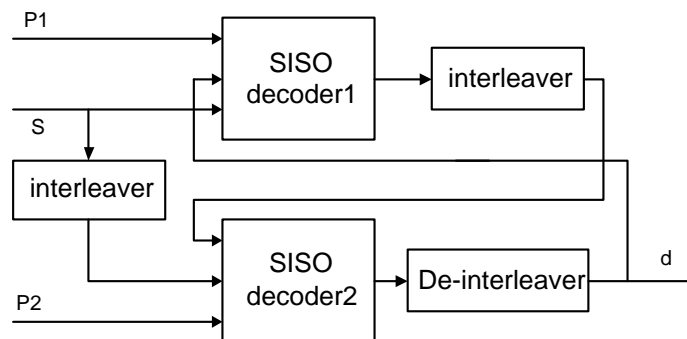 P1
SISO
decoder1
interleaver
S
interleaver
SISO
decoder2
De-interleaver
d
P2